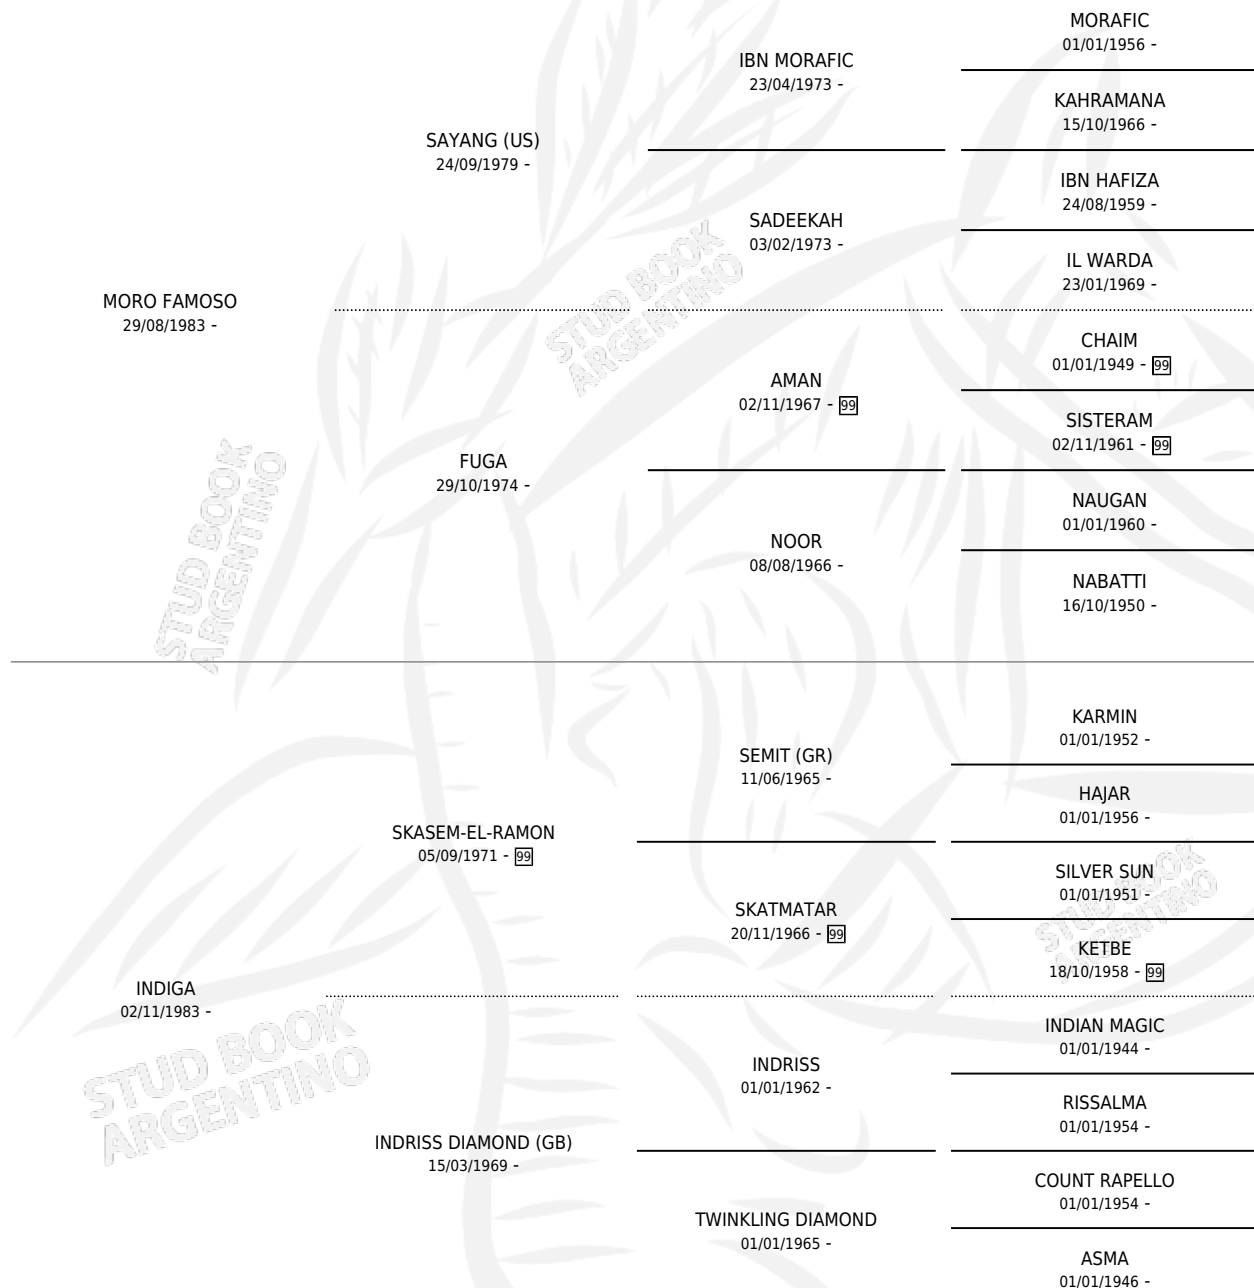 MORAFIC
01/01/1956 -
IBN MORAFIC
23/04/1973 -
KAHRAMANA
15/10/1966 -
SAYANG (US)
24/09/1979 -
IBN HAFIZA
24/08/1959 -
SADEEKAH
03/02/1973 -
IL WARDA
23/01/1969 -
MORO FAMOSO
29/08/1983 -
CHAIM
01/01/1949 - 99
AMAN
02/11/1967 - 99
SISTERAM
02/11/1961 - 99
FUGA
29/10/1974 -
NAUGAN
01/01/1960 -
NOOR
08/08/1966 -
NABATTI
16/10/1950 -
KARMIN
01/01/1952 -
SEMIT (GR)
11/06/1965 -
HAJAR
01/01/1956 -
SKASEM-EL-RAMON
05/09/1971 - 99
SILVER SUN
01/01/1951 -
SKATMATAR
20/11/1966 - 99
KETBE
18/10/1958 - 99
INDIGA
02/11/1983 -
INDIAN MAGIC
01/01/1944 -
INDRISS
01/01/1962 -
RISSALMA
01/01/1954 -
INDRISS DIAMOND (GB)
15/03/1969 -
COUNT RAPELLO
01/01/1954 -
TWINKLING DIAMOND
01/01/1965 -
ASMA
01/01/1946 -
STUD BOOK
ARGENTINO
STUD BOOK
ARGENTINO
STUD BOOK
ARGENTINO
STUD BOOK
ARGENTINO